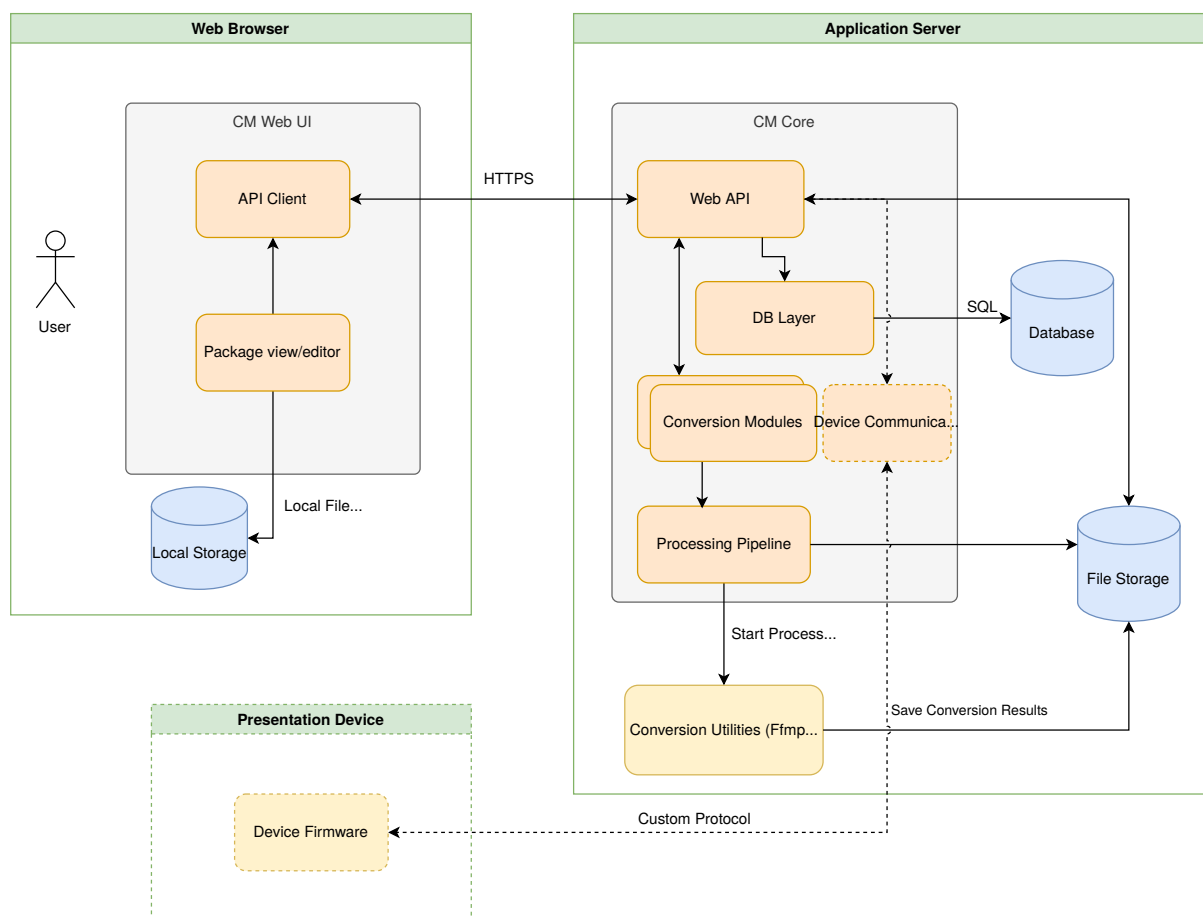 Web Browser
Application Server
CM Web UI
CM Core
API Client
HTTPS
Web API
User
DB Layer
SQL
Database
Package view/editor
Conversion Modules
Device Communica...
Local File...
Local Storage
Processing Pipeline
File Storage
Start Process...
Presentation Device
Conversion Utilities (Ffmp...
Save Conversion Results
Device Firmware
Custom Protocol